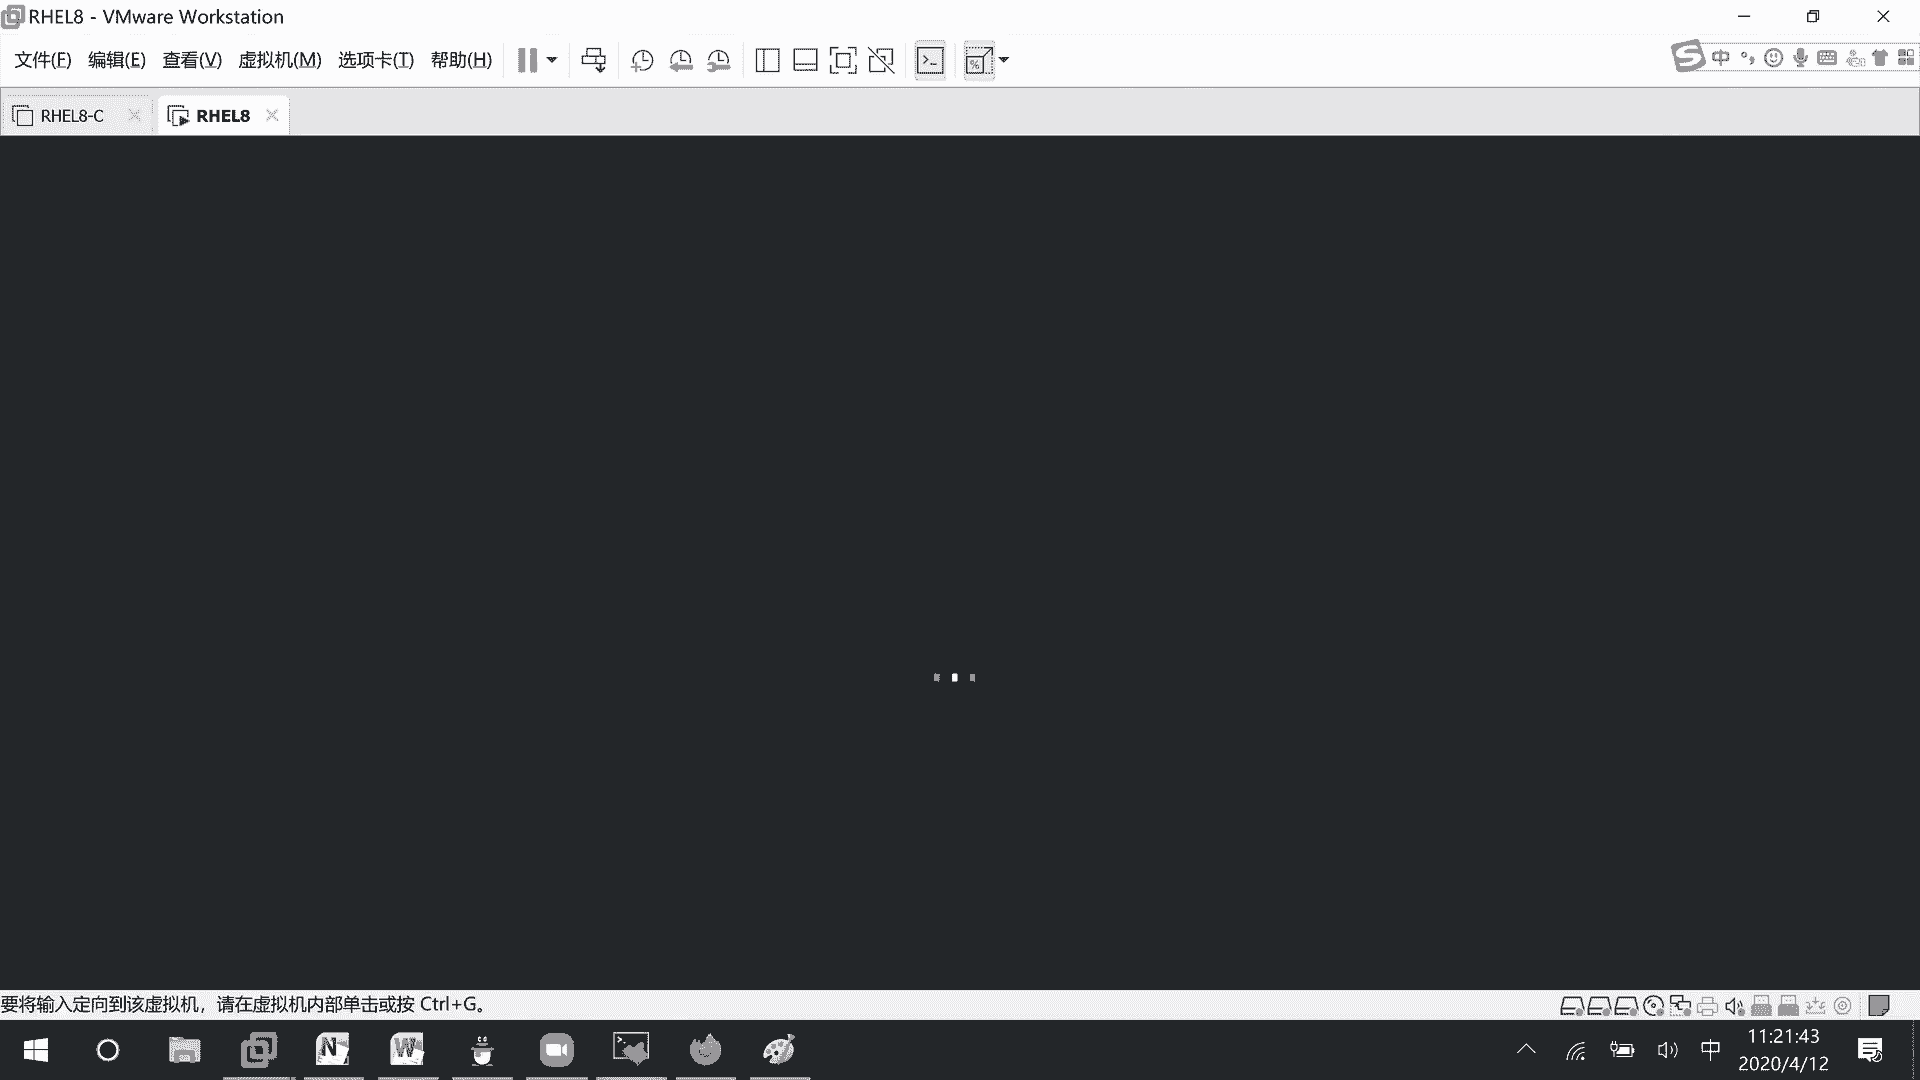 RHEL8 - VMware Workstation
文件(F) 编辑(E) 查看(V) 虚拟机(M) 选项卡(T) 帮助(H)
中
RHEL8-C
RHEL8
要将输入定向到该虚拟机，请在虚拟机内部单击或按 Ctrl+G。
中
11:21:43
2020/4/12